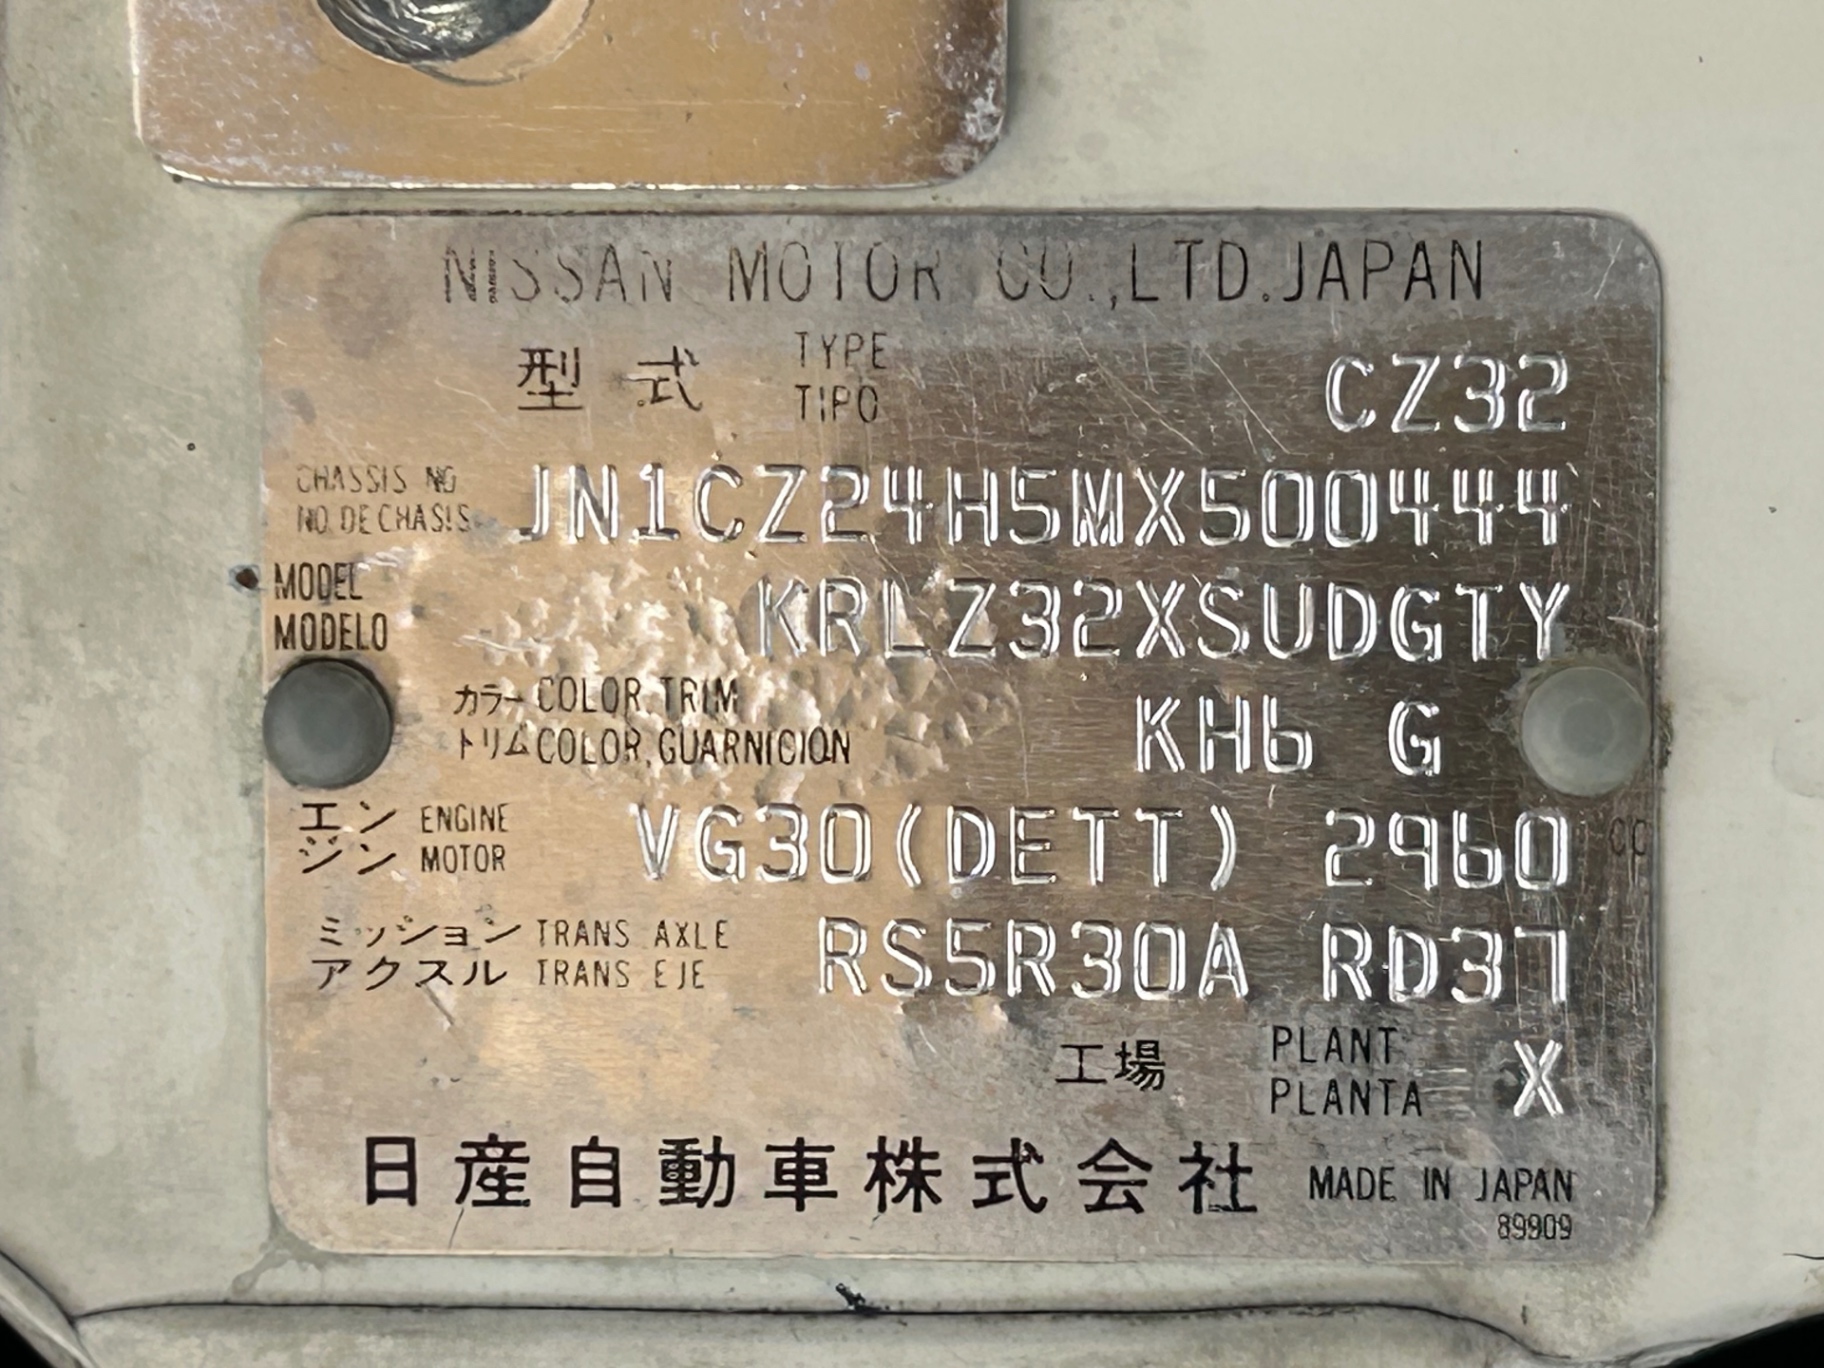 NISSAN MOTOR CO.,LTD.JAPAN
型式 TYPE CZ32
TIPO
CHASSIS NO JN1CZ24H5MX500444
NO. DE CHASIS
MODEL KRLZ32XSUDGTY
MODELO
カラー COLOR,TRIM KH6 G
トリム COLOR,GUARNICION
エン ENGINE VG30(DETT) 2960 cc
ジン MOTOR
ミッション TRANS AXLE RS5R30A RD37
アクスル TRANS EJE
工場 PLANT X
PLANTA
日産自動車株式会社 MADE IN JAPAN
89909